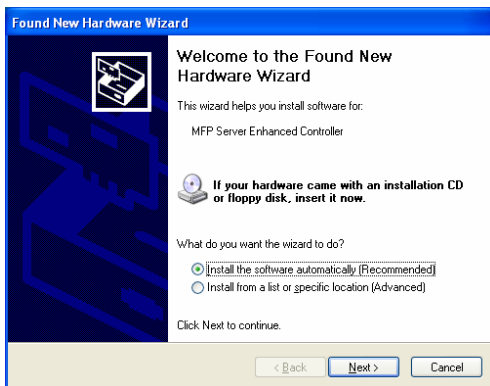 Found New Hardware Wizard
Welcome to the Found New
Hardware Wizard
This wizard helps you install software for:
MFP Server Enhanced Controller
If your hardware came with an installation CD
or floppy disk, insert it now.
What do you want the wizard to do?
Install the software automatically (Recommended)
Install from a list or specific location (Advanced)
Click Next to continue.
< Back Next > Cancel